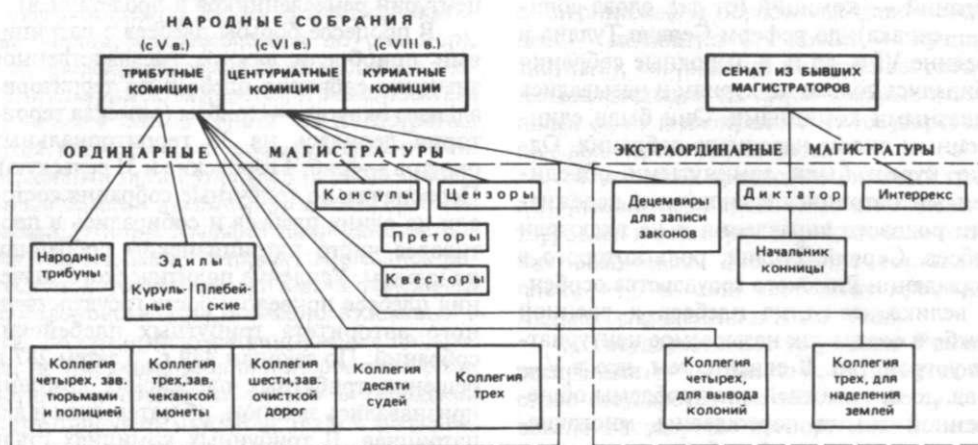 НАРОДНЫЕ СОБРАНИЯ
(с V в.) (с VI в.) (с VIII в.)
ТРИБУТНЫЕ КОМИЦИИ
ЦЕНТУРИАТНЫЕ КОМИЦИИ
КУРИАТНЫЕ КОМИЦИИ
СЕНАТ ИЗ БЫВШИХ
МАГИСТРАТОРОВ
ОРДИНАРНЫЕ МАГИСТРАТУРЫ
ЭКСТРАОРДИНАРНЫЕ МАГИСТРАТУРЫ
Консулы
Цензоры
Преторы
Квесторы
Народные
трибуны
Эдилы
Куруль-
ные
Плебей-
ские
Децемвиры
для записи
законов
Диктатор
Интеррекс
Начальник
конницы
Коллегия
четырех, зав.
тюрьмами
и полицией
трех, зав.
чеканкой
монеты
шести, зав.
очисткой
дорог
Коллегия
десяти
судей
Коллегия
трех
Коллегия
четырех,
для вывода
колоний
Коллегия
трех, для
наделения
землей